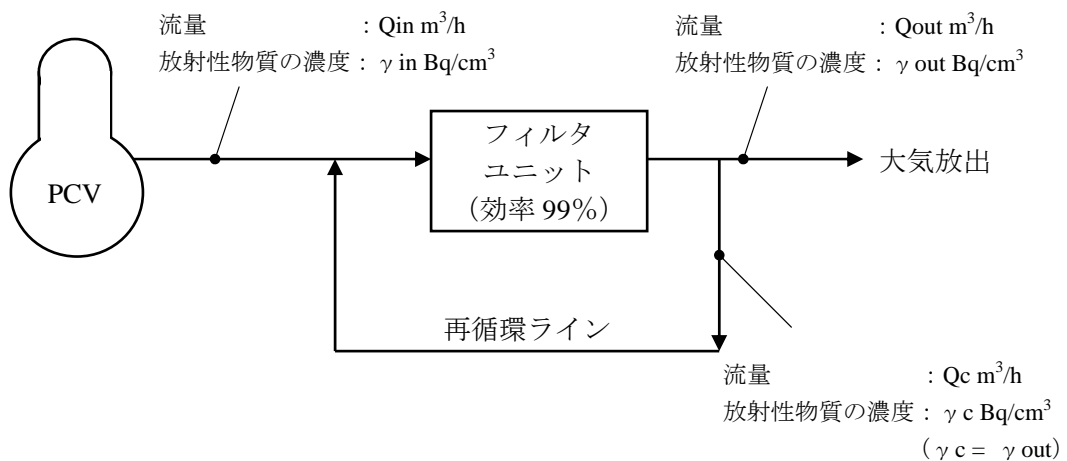 流量 : Qin m³/h
放射性物質の濃度 : γ in Bq/cm³
流量 : Qout m³/h
放射性物質の濃度 : γ out Bq/cm³
PCV
フィルタ
ユニット
（効率 99％）
大気放出
再循環ライン
流量 : Qc m³/h
放射性物質の濃度 : γ c Bq/cm³
（γ c = γ out）